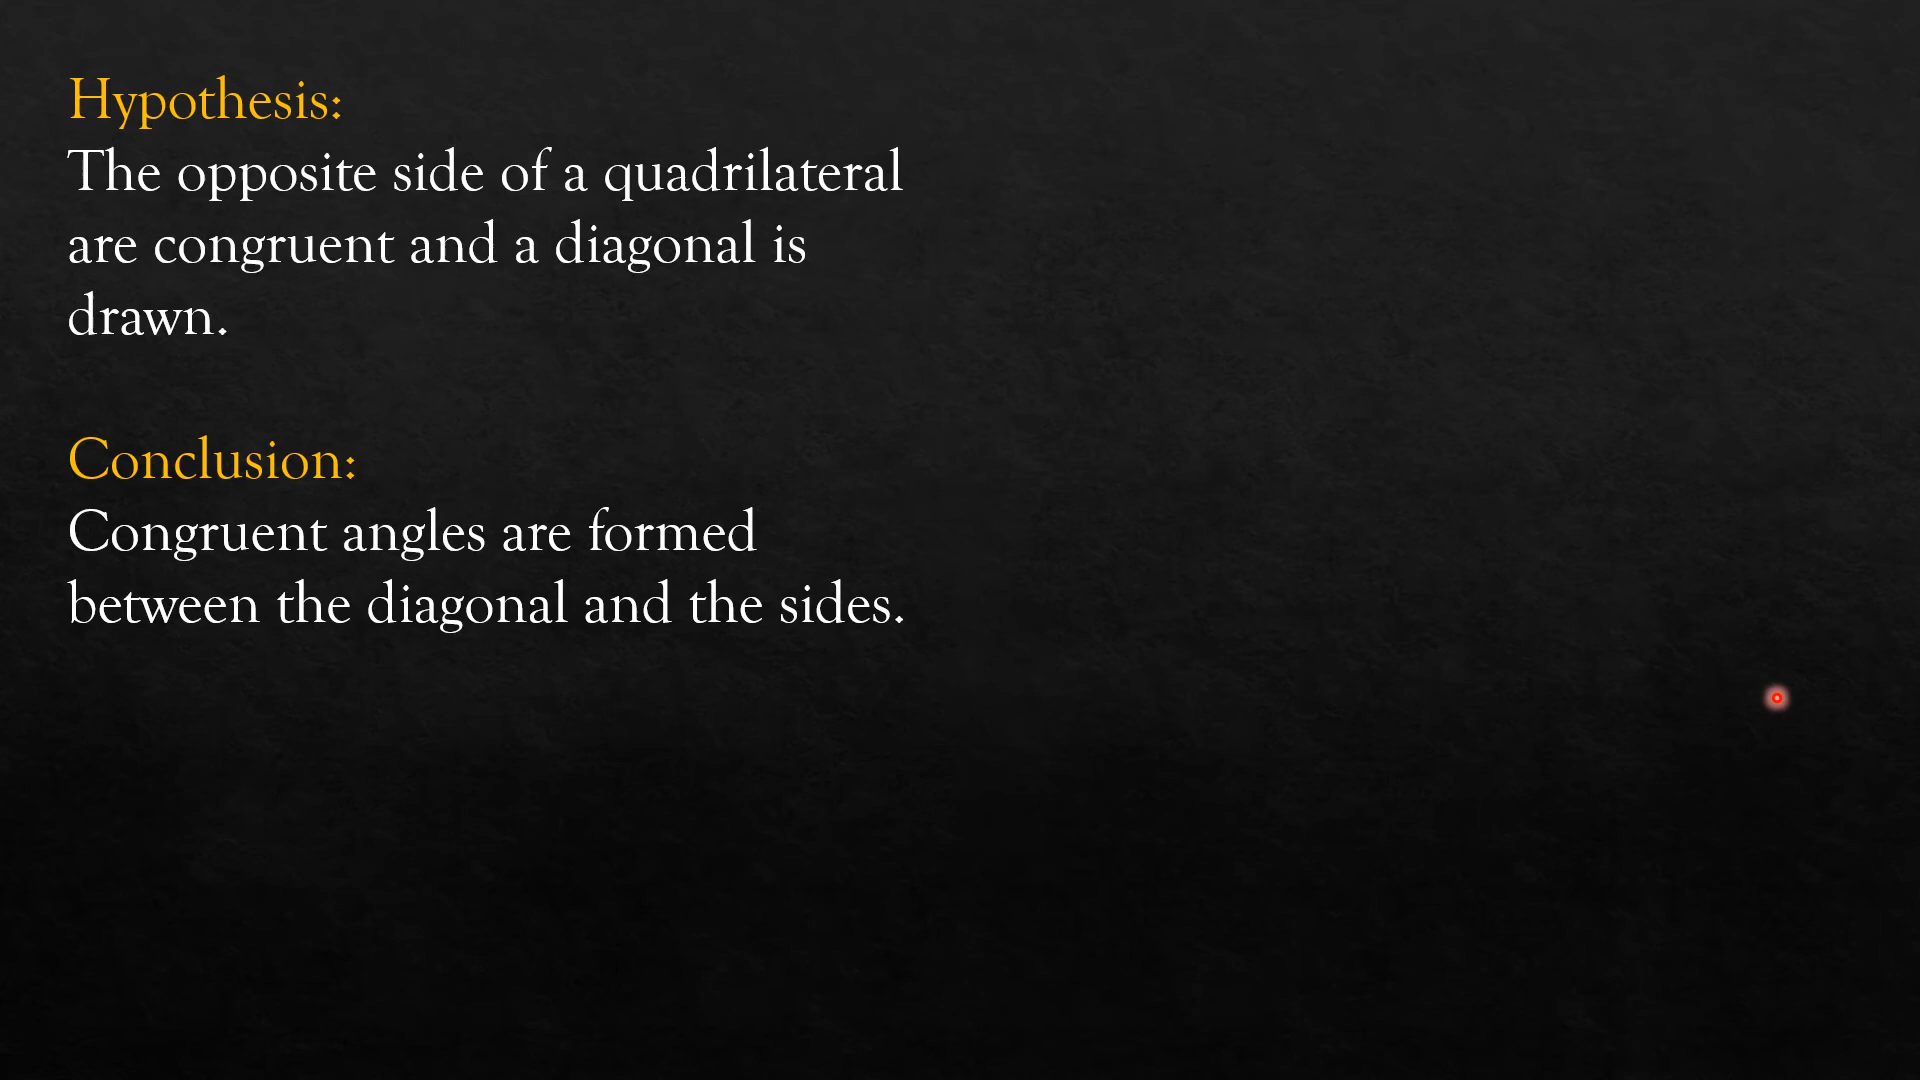 Hypothesis:
The opposite side of a quadrilateral
are congruent and a diagonal is
drawn.
Conclusion:
Congruent angles are formed
between the diagonal and the sides.